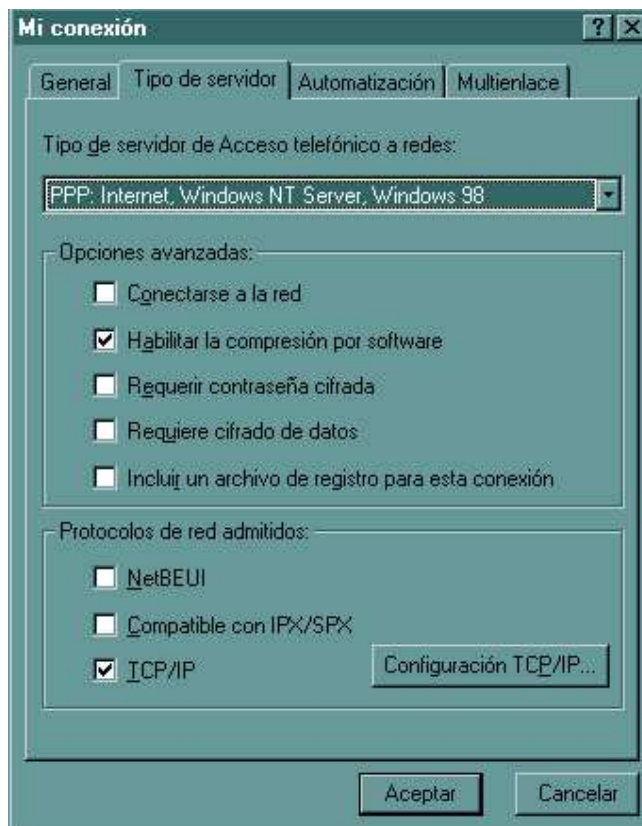 Mi conexión
General Tipo de servidor Automatización Multienlace
Tipo de servidor de Acceso telefónico a redes:
PPP: Internet, Windows NT Server, Windows 98
Opciones avanzadas:
Conectarse a la red
Habilitar la compresión por software
Requerir contraseña cifrada
Requiere cifrado de datos
Incluir un archivo de registro para esta conexión
Protocolos de red admitidos:
NetBEUI
Compatible con IPX/SPX
TCP/IP Configuración TCP/IP...
Aceptar Cancelar